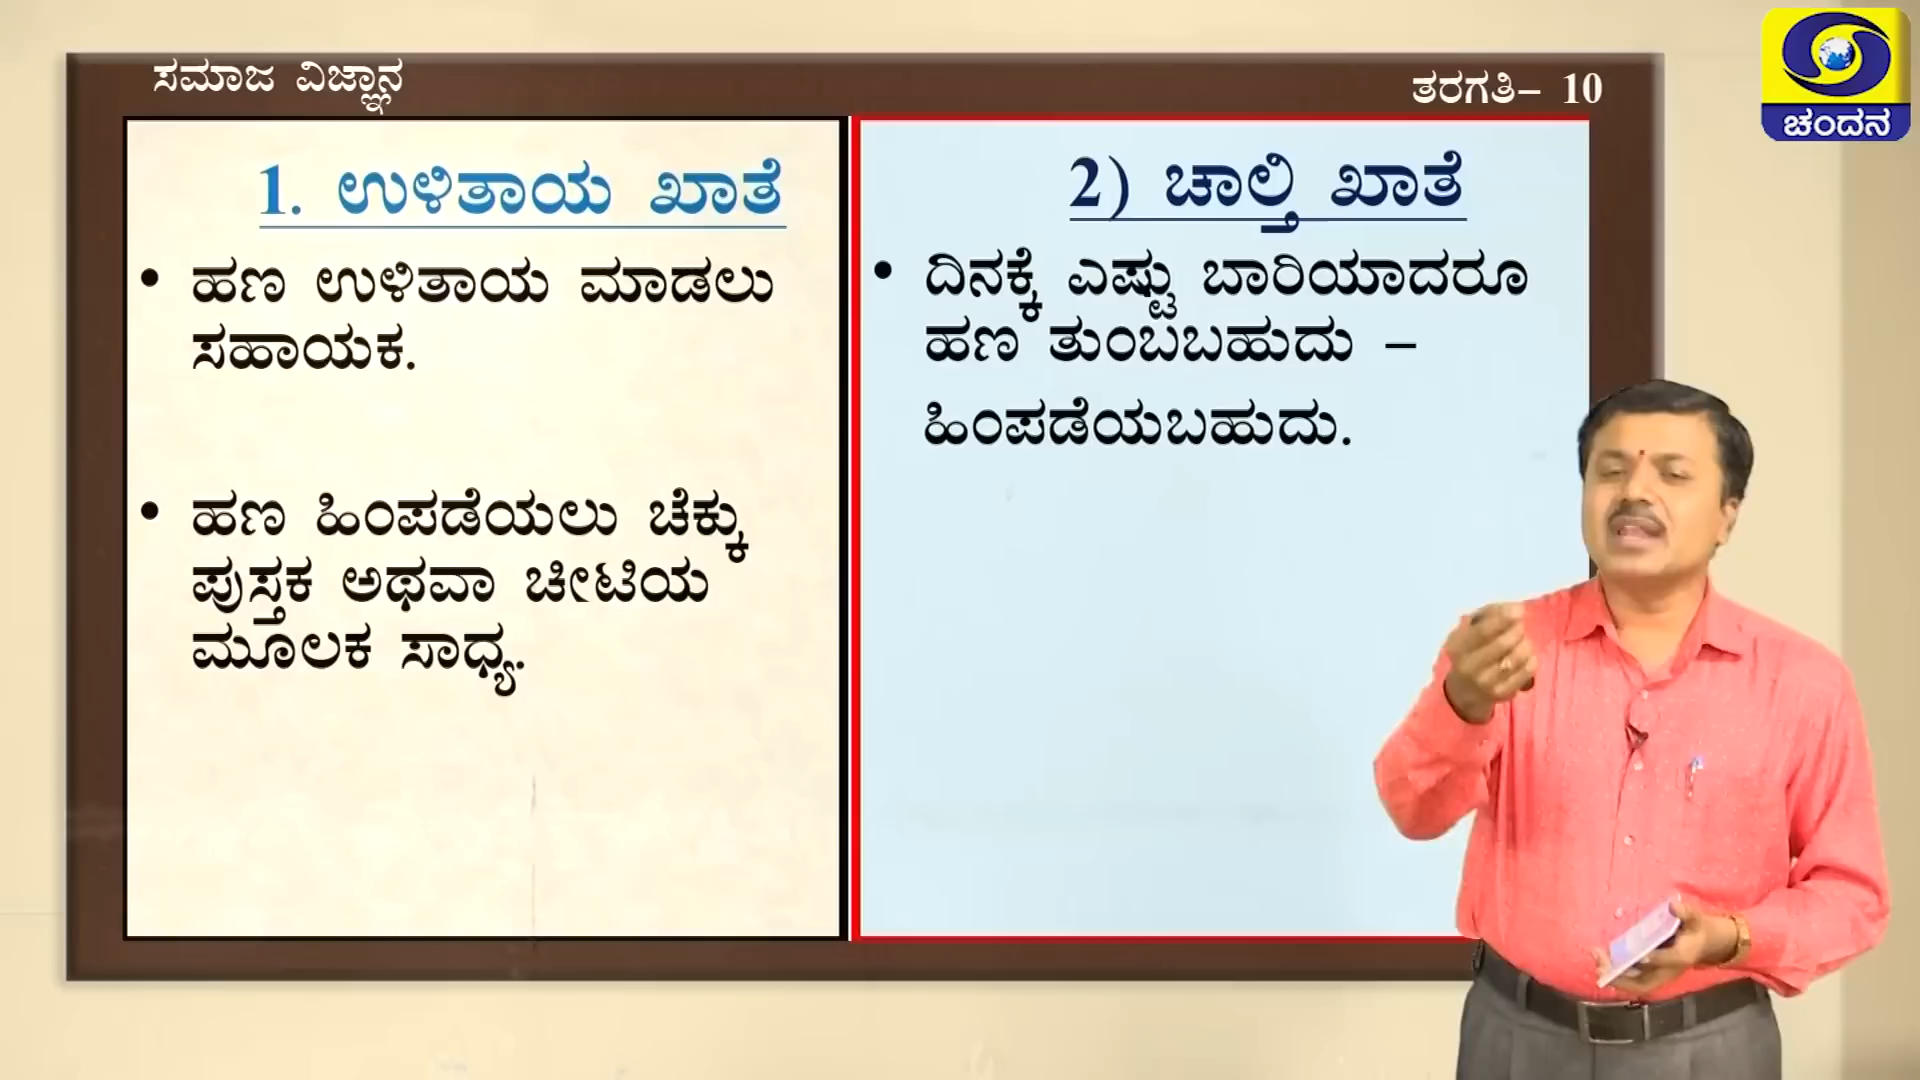 ಸಮಾಜ ವಿಜ್ಞಾನ
ತರಗತಿ– 10
ಚಂದನ
1. ಉಳಿತಾಯ ಖಾತೆ
• ಹಣ ಉಳಿತಾಯ ಮಾಡಲು
ಸಹಾಯಕ.
• ಹಣ ಹಿಂಪಡೆಯಲು ಚೆಕ್ಕು
ಪುಸ್ತಕ ಅಥವಾ ಚೀಟಿಯ
ಮೂಲಕ ಸಾಧ್ಯ.
2) ಚಾಲ್ತಿ ಖಾತೆ
• ದಿನಕ್ಕೆ ಎಷ್ಟು ಬಾರಿಯಾದರೂ
ಹಣ ತುಂಬಬಹುದು –
ಹಿಂಪಡೆಯಬಹುದು.